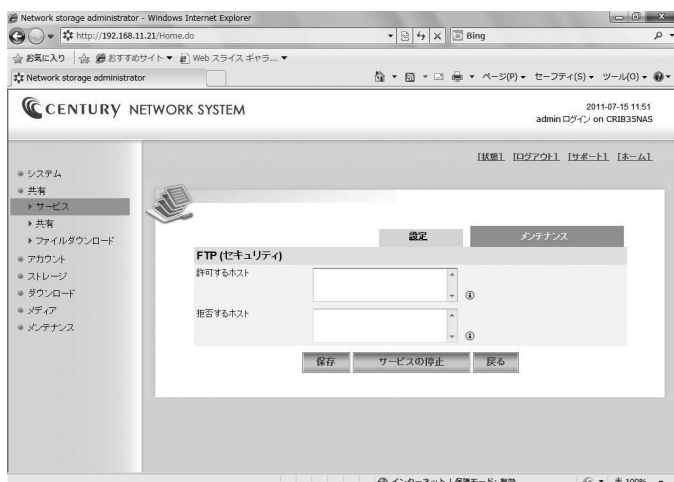 Network storage administrator - Windows Internet Explorer
http://192.168.11.21/Home.do
Bing
お気に入り
おすすめサイト
Web スライス ギャラ...
Network storage administrator
ページ(P)
セーフティ(S)
ツール(O)
CENTURY NETWORK SYSTEM
2011-07-15 11:51
admin ログイン on CRIB35NAS
[状態] [ログアウト] [サポート] [ホーム]
システム
共有
サービス
共有
ファイルダウンロード
アカウント
ストレージ
ダウンロード
メディア
メンテナンス
設定
メンテナンス
FTP (セキュリティ)
許可するホスト
拒否するホスト
保存
サービスの停止
戻る
インターネット | 保護モード: 有効
100%